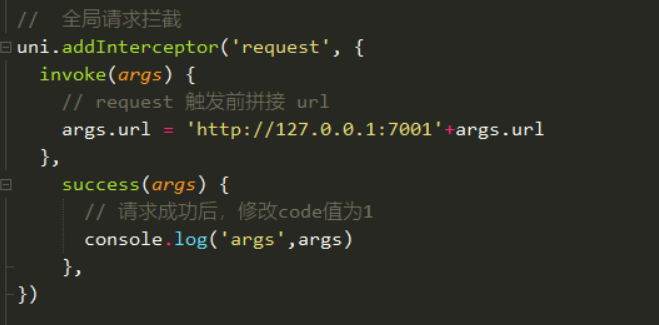 //  全局请求拦截
uni.addInterceptor('request', {
  invoke(args) {
    // request 触发前拼接 url
    args.url = 'http://127.0.0.1:7001'+args.url
  },
    success(args) {
      // 请求成功后，修改code值为1
      console.log('args',args)
    },
})